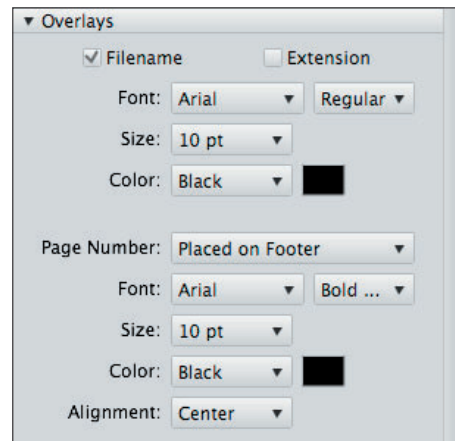 Overlays
Filename Extension
Font: Arial Regular
Size: 10 pt
Color: Black
Page Number: Placed on Footer
Font: Arial Bold ...
Size: 10 pt
Color: Black
Alignment: Center